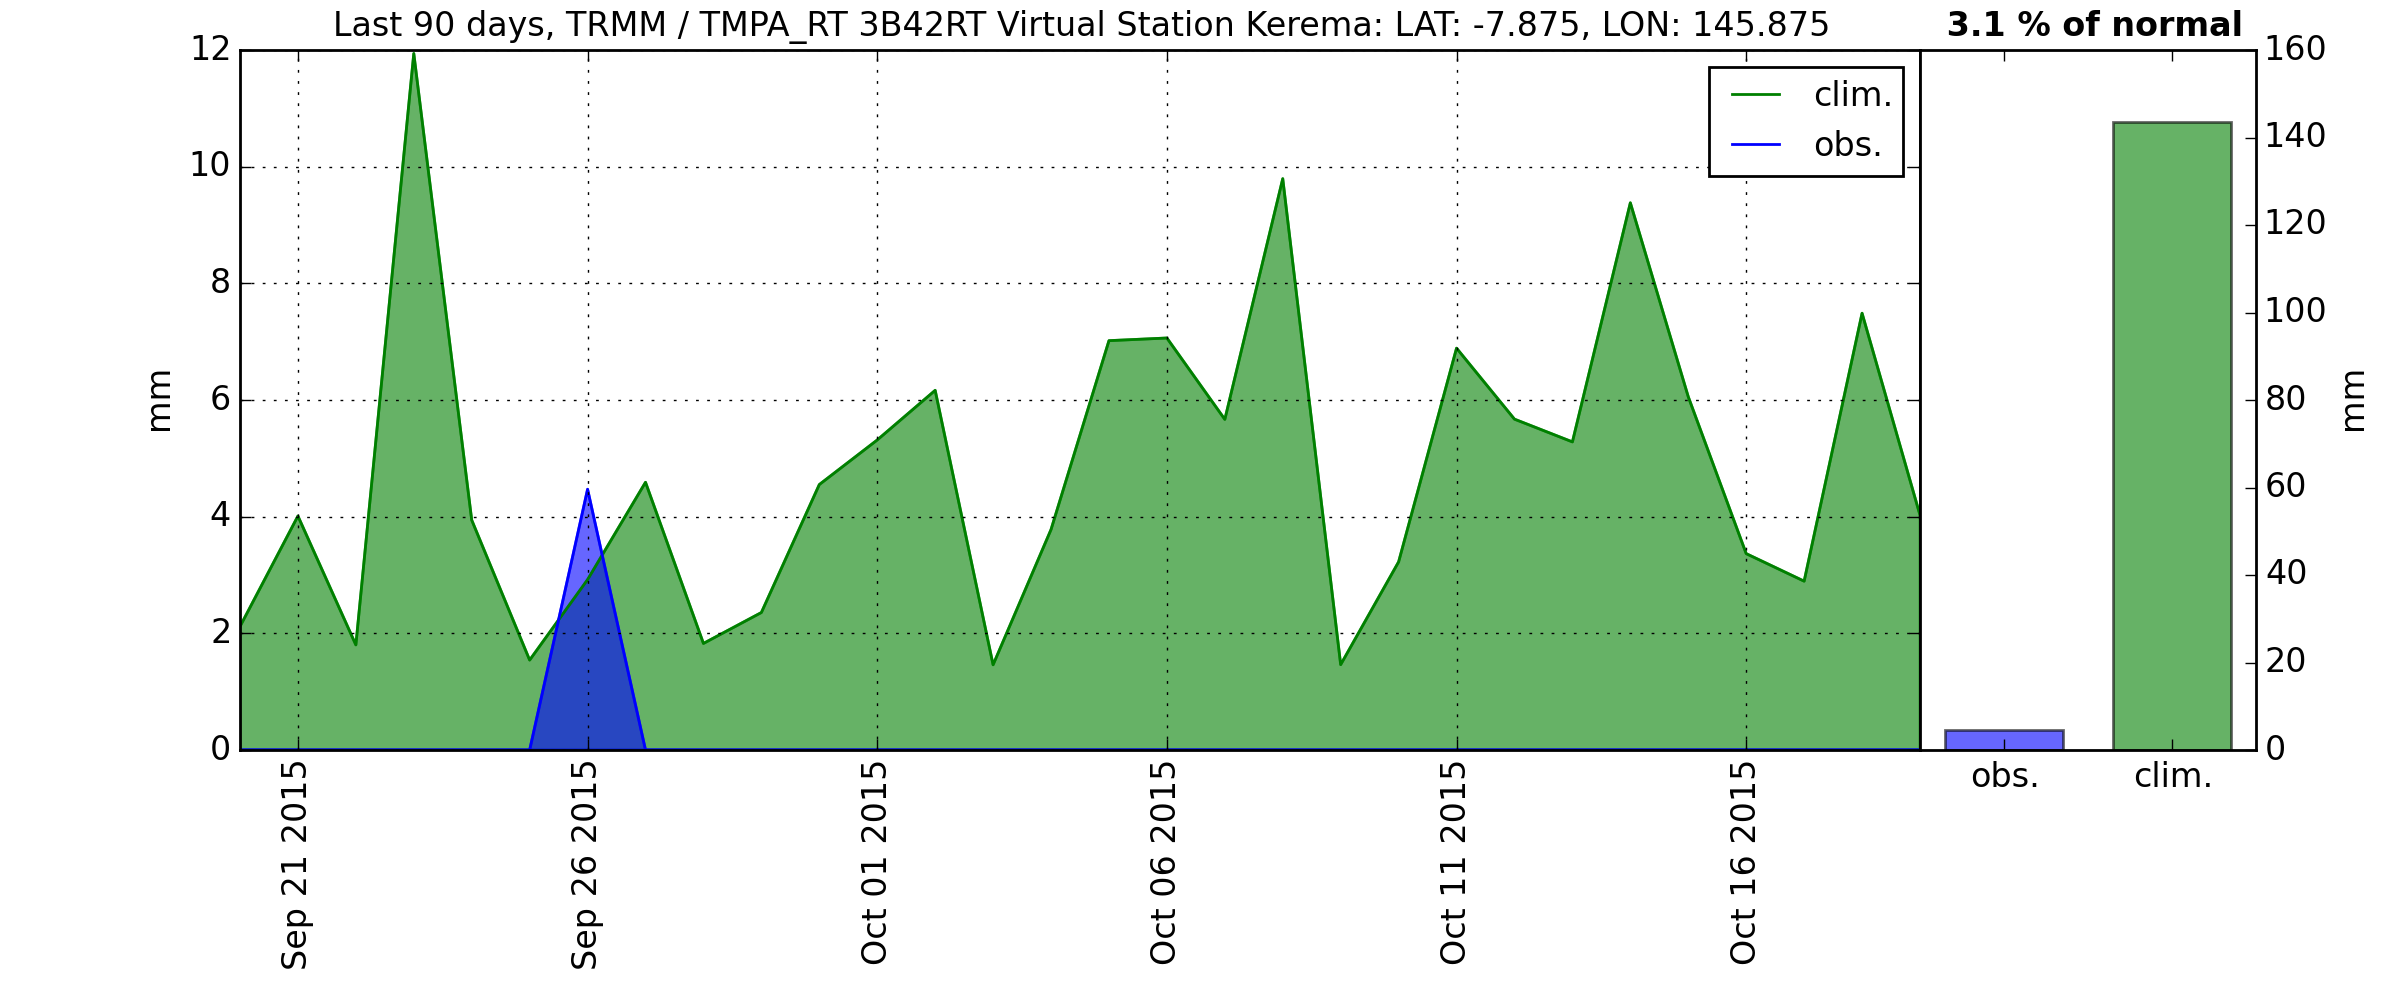 Last 90 days, TRMM / TMPA_RT 3B42RT Virtual Station Kerema: LAT: -7.875, LON: 145.875
3.1 % of normal
clim.
obs.
12
10
8
6
4
2
0
mm
Sep 21 2015
Sep 26 2015
Oct 01 2015
Oct 06 2015
Oct 11 2015
Oct 16 2015
obs.
clim.
160
140
120
100
80
60
40
20
0
mm